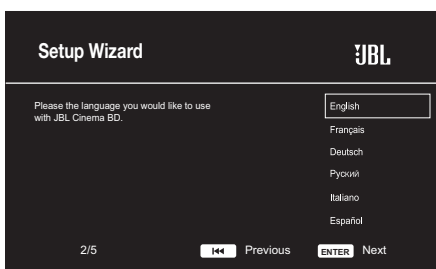 Setup Wizard
JBL
Please the language you would like to use
with JBL Cinema BD.
English
Français
Deutsch
Руский
Italiano
Español
2/5
Previous
ENTER Next